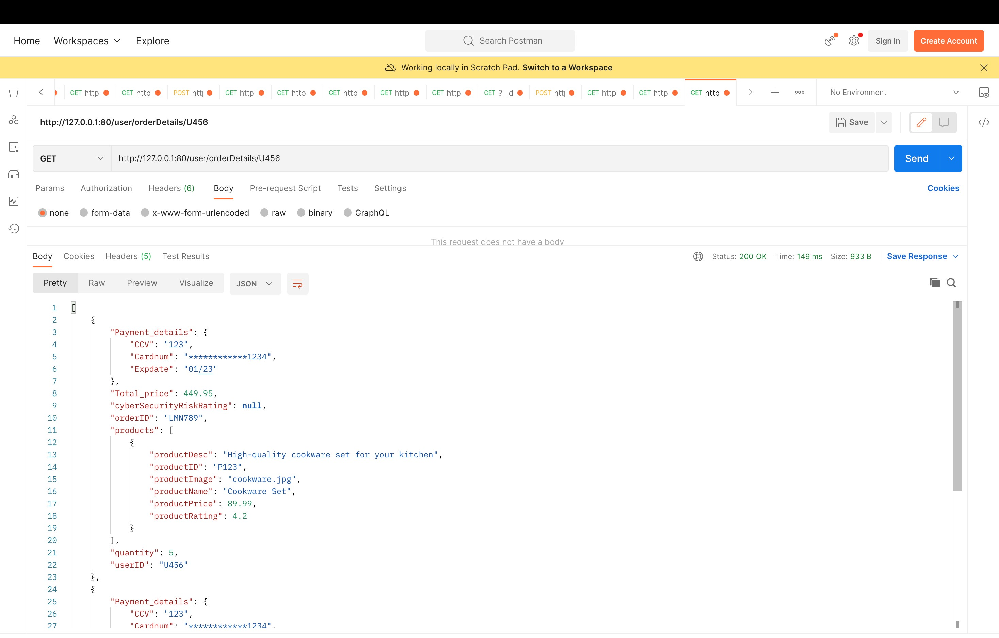 Home Workspaces Explore Search Postman Sign In Create Account
Working locally in Scratch Pad. Switch to a Workspace
GET http GET http POST htt GET http GET http GET http GET http GET http GET ?__d POST htt GET http GET http GET http No Environment
http://127.0.0.1:80/user/orderDetails/U456 Save
GET http://127.0.0.1:80/user/orderDetails/U456 Send
Params Authorization Headers (6) Body Pre-request Script Tests Settings Cookies
none form-data x-www-form-urlencoded raw binary GraphQL
This request does not have a body
Body Cookies Headers (5) Test Results Status: 200 OK Time: 149 ms Size: 933 B Save Response
Pretty Raw Preview Visualize JSON
1 [
2 {
3 "Payment_details": {
4 "CCV": "123",
5 "Cardnum": "************1234",
6 "Expdate": "01/23"
7 },
8 "Total_price": 449.95,
9 "cyberSecurityRiskRating": null,
10 "orderID": "LMN789",
11 "products": [
12 {
13 "productDesc": "High-quality cookware set for your kitchen",
14 "productID": "P123",
15 "productImage": "cookware.jpg",
16 "productName": "Cookware Set",
17 "productPrice": 89.99,
18 "productRating": 4.2
19 }
20 ],
21 "quantity": 5,
22 "userID": "U456"
23 },
24 {
25 "Payment_details": {
26 "CCV": "123",
27 "Cardnum": "************1234",